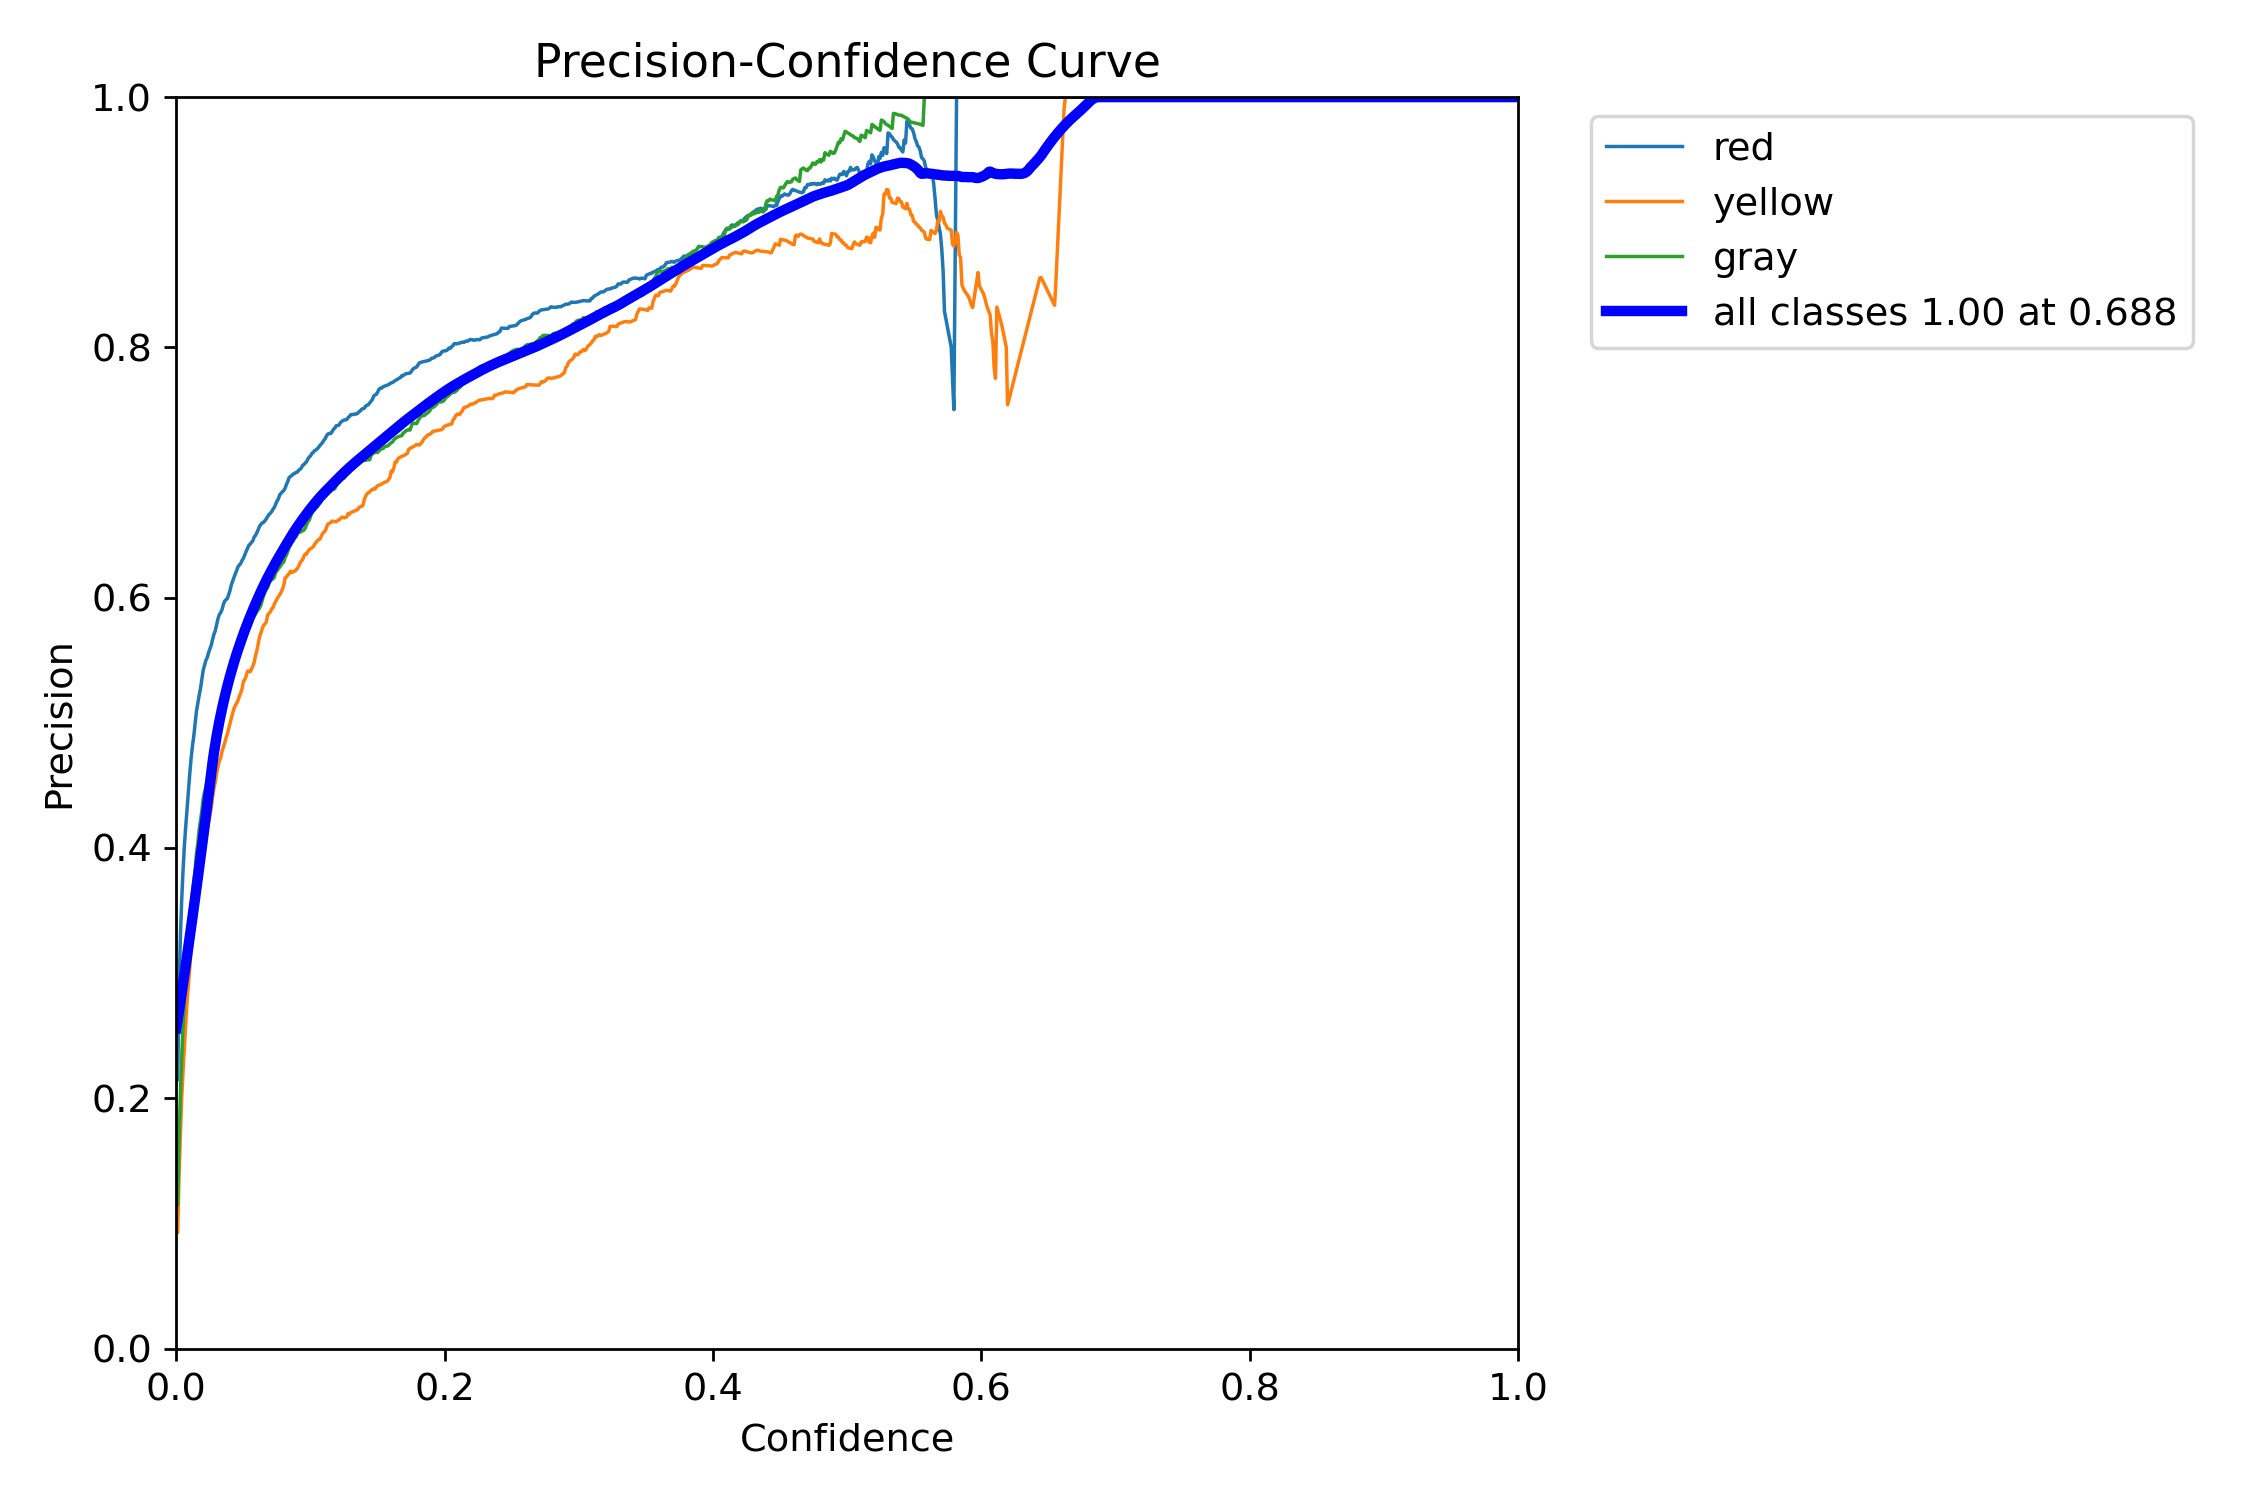 Precision-Confidence Curve
1.0
0.8
0.6
0.4
0.2
0.0
Precision
0.0 0.2 0.4 0.6 0.8 1.0
Confidence
red
yellow
gray
all classes 1.00 at 0.688